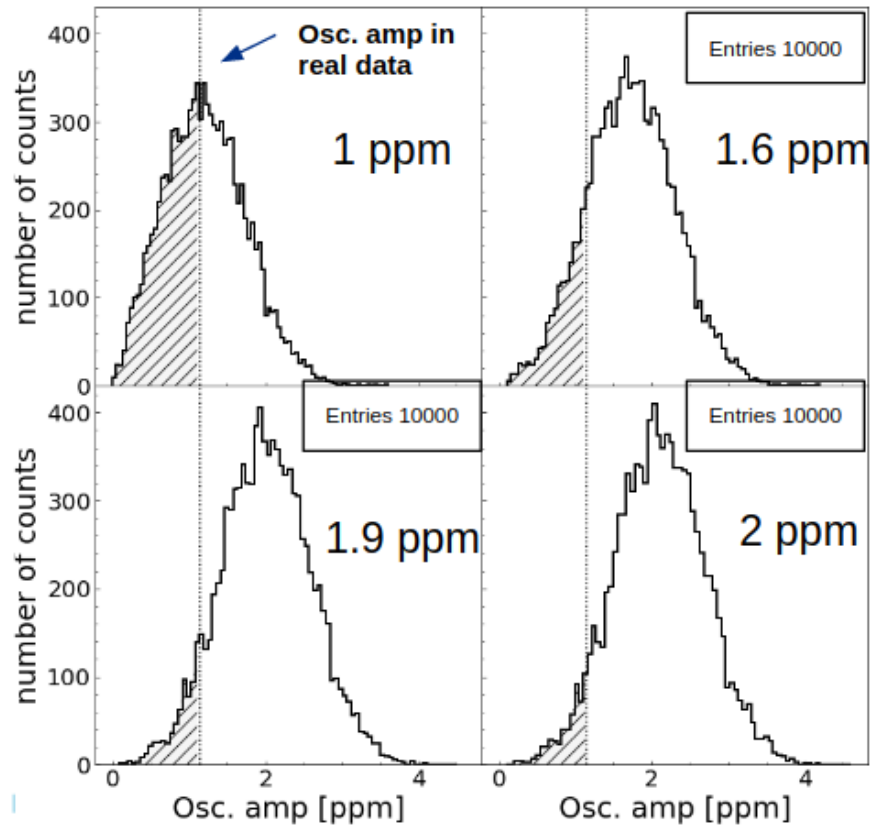 400
300
200
100
0
number of counts
Osc. amp in
real data
1 ppm
Entries 10000
1.6 ppm
400
300
200
100
0
number of counts
Entries 10000
1.9 ppm
Entries 10000
2 ppm
0 2 4
Osc. amp [ppm]
0 2 4
Osc. amp [ppm]